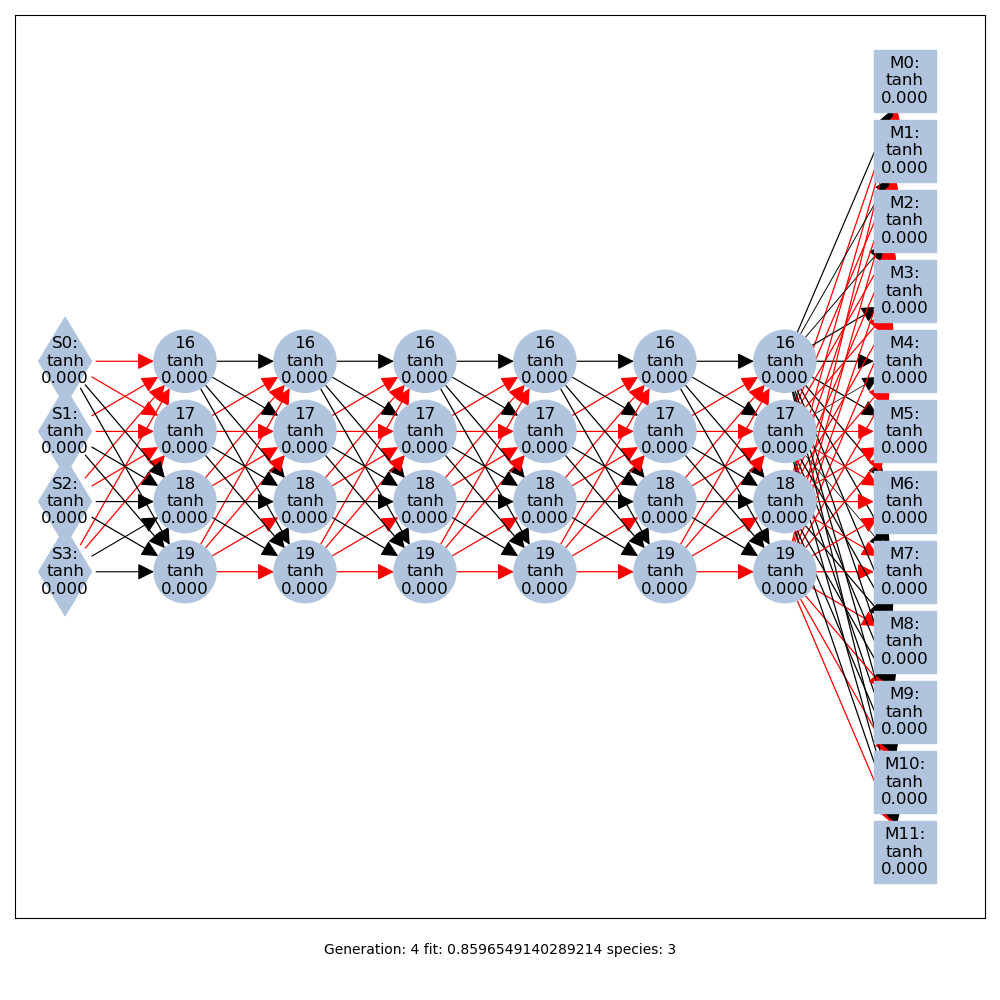 M0:
tanh
0.000
M1:
tanh
0.000
M2:
tanh
0.000
M3:
tanh
0.000
S0:
tanh
0.000
16
tanh
0.000
16
tanh
0.000
16
tanh
0.000
16
tanh
0.000
16
tanh
0.000
16
tanh
0.000
M4:
tanh
0.000
S1:
tanh
0.000
17
tanh
0.000
17
tanh
0.000
17
tanh
0.000
17
tanh
0.000
17
tanh
0.000
17
tanh
0.000
M5:
tanh
0.000
S2:
tanh
0.000
18
tanh
0.000
18
tanh
0.000
18
tanh
0.000
18
tanh
0.000
18
tanh
0.000
18
tanh
0.000
M6:
tanh
0.000
S3:
tanh
0.000
19
tanh
0.000
19
tanh
0.000
19
tanh
0.000
19
tanh
0.000
19
tanh
0.000
19
tanh
0.000
M7:
tanh
0.000
M8:
tanh
0.000
M9:
tanh
0.000
M10:
tanh
0.000
M11:
tanh
0.000
Generation: 4 fit: 0.8596549140289214 species: 3